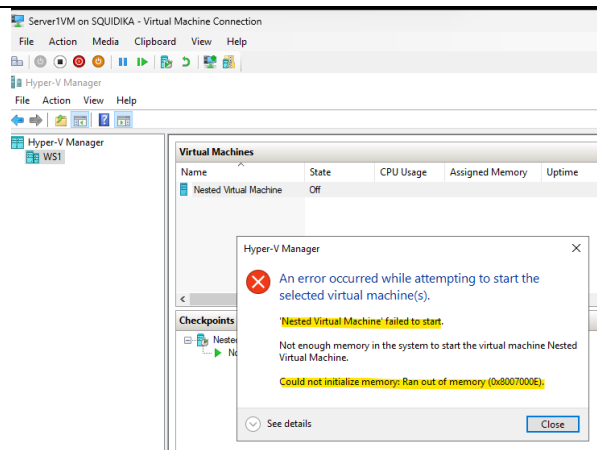 Server1VM on SQUIDIKA - Virtual Machine Connection
File Action Media Clipboard View Help
Hyper-V Manager
File Action View Help
Hyper-V Manager
WS1
Virtual Machines
Name State CPU Usage Assigned Memory Uptime
Nested Virtual Machine Off
Hyper-V Manager
An error occurred while attempting to start the
selected virtual machine(s).
'Nested Virtual Machine' failed to start.
Not enough memory in the system to start the virtual machine Nested
Virtual Machine.
Could not initialize memory: Ran out of memory (0x8007000E).
See details
Close
Checkpoints